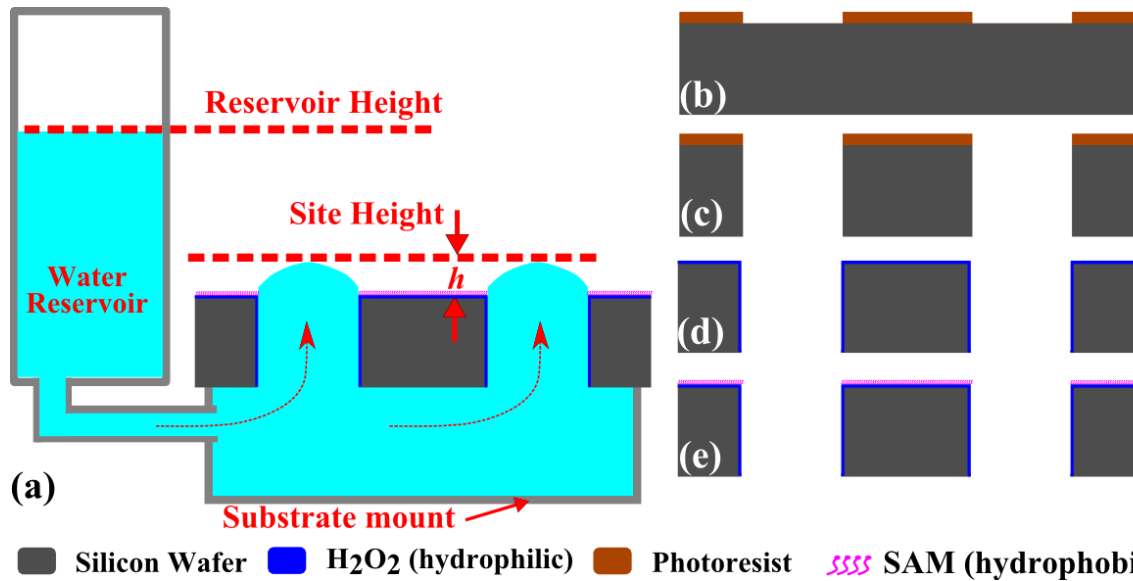 Reservoir Height
Site Height
h
Water
Reservoir
(a)
Substrate mount
(b)
(c)
(d)
(e)
Silicon Wafer
H₂O₂ (hydrophilic)
Photoresist
SAM (hydrophobi